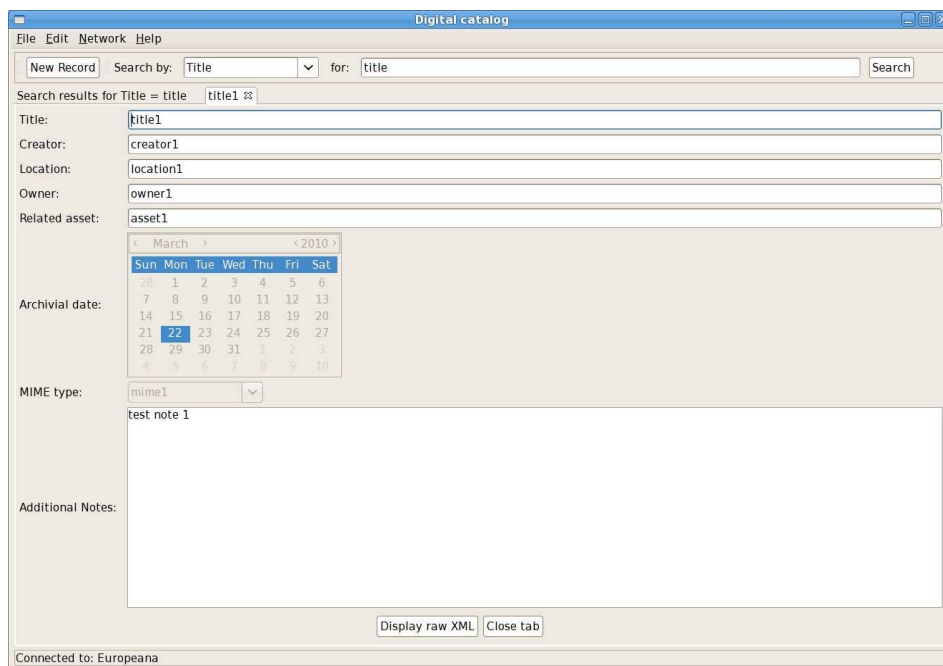 Digital catalog
File Edit Network Help
New Record Search by: Title for: title Search
Search results for Title = title title1
Title: title1
Creator: creator1
Location: location1
Owner: owner1
Related asset: asset1
‹ March › ‹ 2010 ›
Sun Mon Tue Wed Thu Fri Sat
28 1 2 3 4 5 6
7 8 9 10 11 12 13
Archivial date:
14 15 16 17 18 19 20
21 22 23 24 25 26 27
28 29 30 31 1 2 3
4 5 6 7 8 9 10
MIME type: mime1
test note 1
Additional Notes:
Display raw XML Close tab
Connected to: Europeana